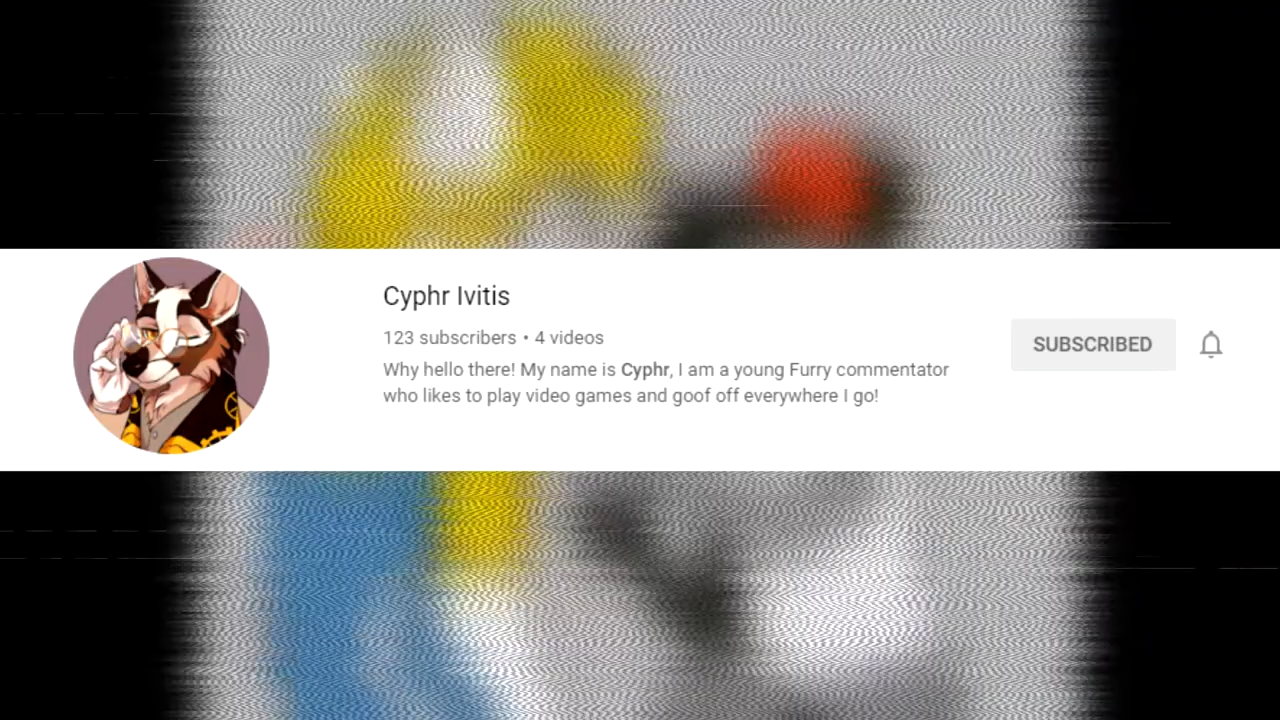 Cyphr Ivitis
123 subscribers • 4 videos
SUBSCRIBED
Why hello there! My name is Cyphr, I am a young Furry commentator
who likes to play video games and goof off everywhere I go!